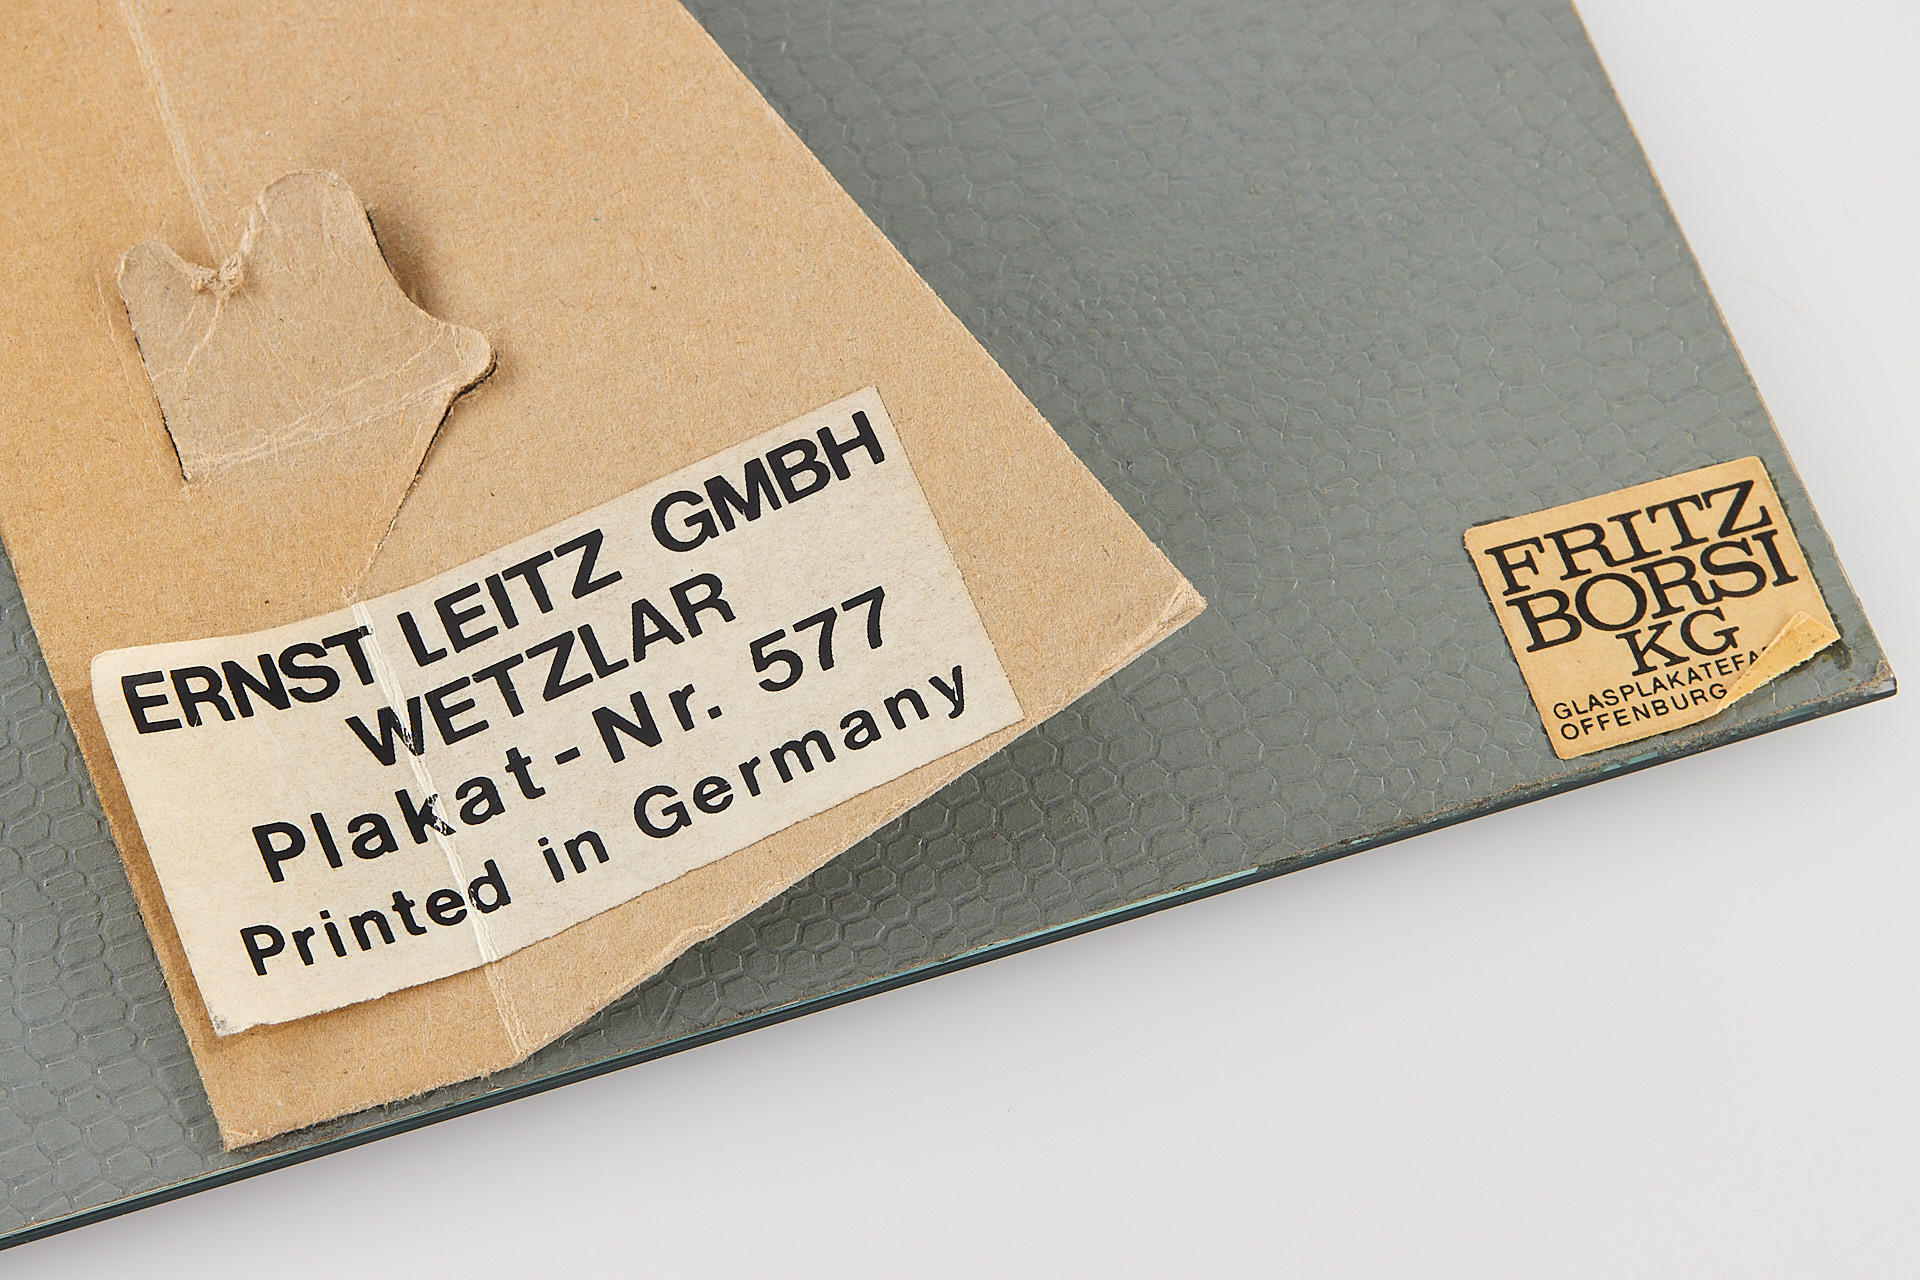 ERNST LEITZ GMBH
WETZLAR
Plakat-Nr. 577
Printed in Germany
FRITZ
BORSI
KG
OFFENBURG